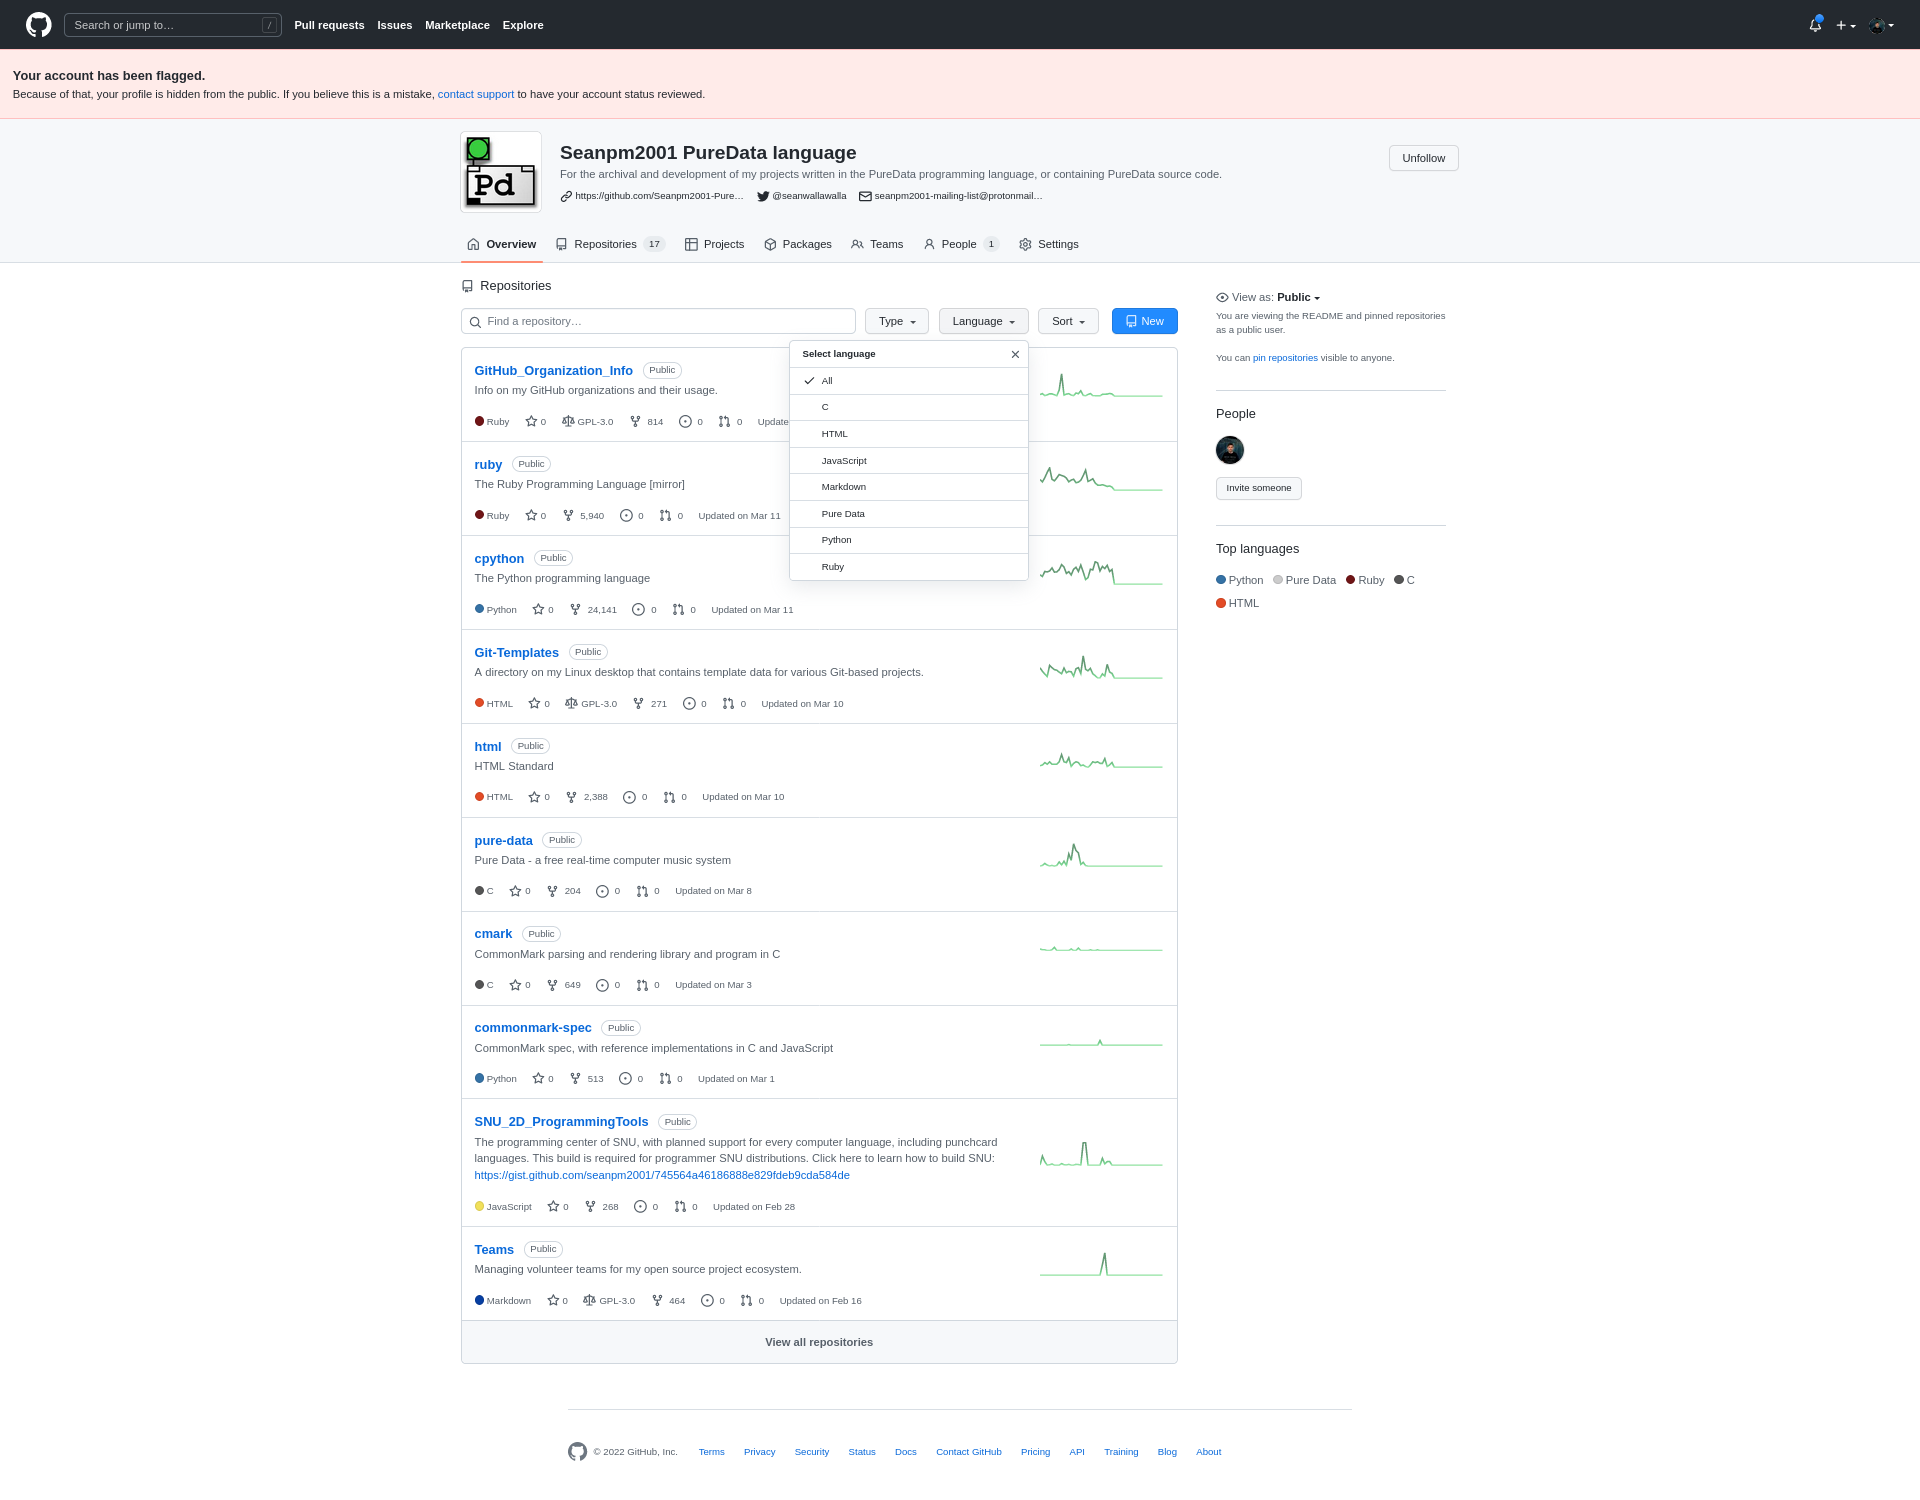 Search or jump to… /
Pull requests Issues Marketplace Explore
Your account has been flagged.
Because of that, your profile is hidden from the public. If you believe this is a mistake, contact support to have your account status reviewed.
Pd
Seanpm2001 PureData language
For the archival and development of my projects written in the PureData programming language, or containing PureData source code.
https://github.com/Seanpm2001-Pure… @seanwallawalla seanpm2001-mailing-list@protonmail…
Unfollow
Overview Repositories 17 Projects Packages Teams People 1 Settings
Repositories
Find a repository… Type Language Sort New
Select language
All
C
HTML
JavaScript
Markdown
Pure Data
Python
Ruby
GitHub_Organization_Info Public
Info on my GitHub organizations and their usage.
Ruby 0 GPL-3.0 814 0 0 Update
ruby Public
The Ruby Programming Language [mirror]
Ruby 0 5,940 0 0 Updated on Mar 11
cpython Public
The Python programming language
Python 0 24,141 0 0 Updated on Mar 11
Git-Templates Public
A directory on my Linux desktop that contains template data for various Git-based projects.
HTML 0 GPL-3.0 271 0 0 Updated on Mar 10
html Public
HTML Standard
HTML 0 2,388 0 0 Updated on Mar 10
pure-data Public
Pure Data - a free real-time computer music system
C 0 204 0 0 Updated on Mar 8
cmark Public
CommonMark parsing and rendering library and program in C
C 0 649 0 0 Updated on Mar 3
commonmark-spec Public
CommonMark spec, with reference implementations in C and JavaScript
Python 0 513 0 0 Updated on Mar 1
SNU_2D_ProgrammingTools Public
The programming center of SNU, with planned support for every computer language, including punchcard
languages. This build is required for programmer SNU distributions. Click here to learn how to build SNU:
https://gist.github.com/seanpm2001/745564a46186888e829fdeb9cda584de
JavaScript 0 268 0 0 Updated on Feb 28
Teams Public
Managing volunteer teams for my open source project ecosystem.
Markdown 0 GPL-3.0 464 0 0 Updated on Feb 16
View all repositories
View as: Public
You are viewing the README and pinned repositories
as a public user.
You can pin repositories visible to anyone.
People
Invite someone
Top languages
Python Pure Data Ruby C
HTML
© 2022 GitHub, Inc. Terms Privacy Security Status Docs Contact GitHub Pricing API Training Blog About